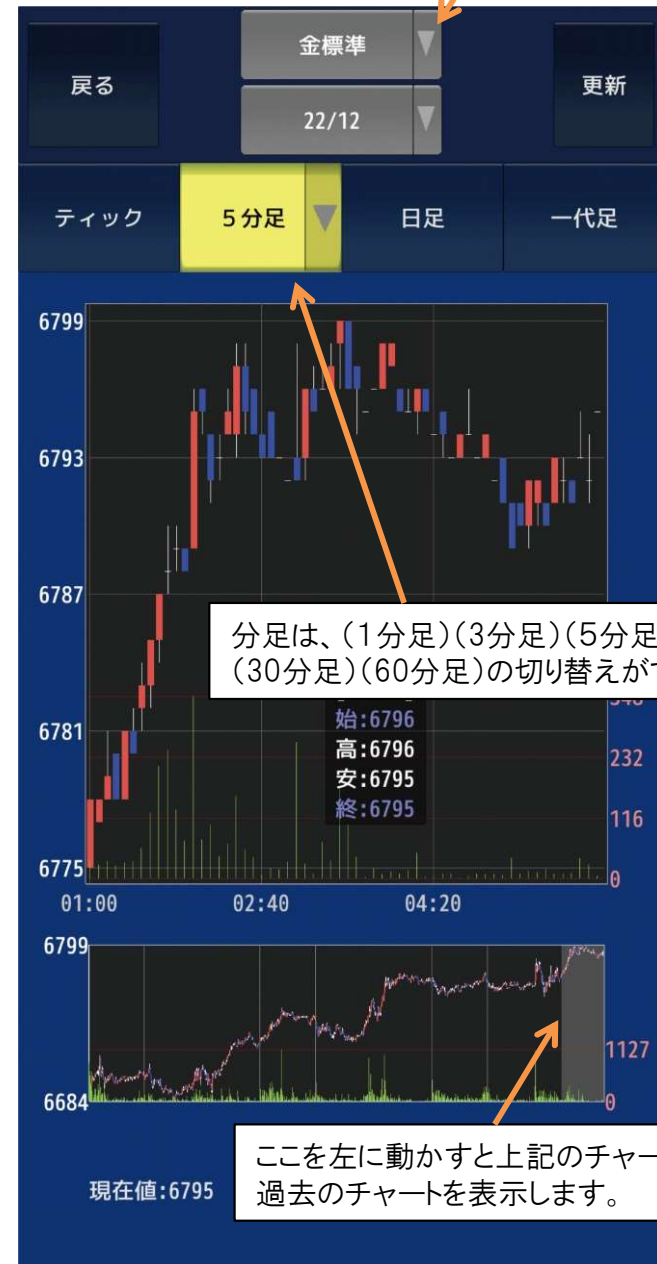 金標準
戻る
更新
22/12
ティック
5分足
日足
一代足
6799
6793
6787
分足は、(1分足)(3分足)(5分足
(30分足)(60分足)の切り替えがで
6781
始:6796
232
高:6796
安:6795
116
終:6795
6775
0
01:00
02:40
04:20
6799
1127
6684
0
ここを左に動かすと上記のチャー
現在値:6795
過去のチャートを表示します。